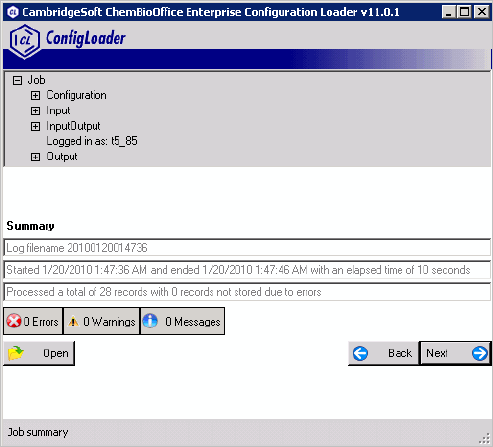 CambridgeSoft ChemBioOffice Enterprise Configuration Loader v11.0.1
CL ConfigLoader
Job
Configuration
Input
InputOutput
Logged in as: t5_85
Output
Summary
Log filename 20100120014736
Started 1/20/2010 1:47:36 AM and ended 1/20/2010 1:47:46 AM with an elapsed time of 10 seconds
Processed a total of 28 records with 0 records not stored due to errors
0 Errors 0 Warnings 0 Messages
Open Back Next
Job summary